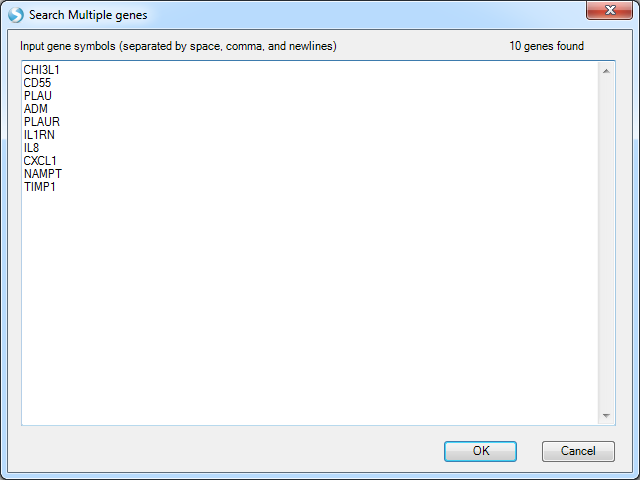 Search Multiple genes
Input gene symbols (separated by space, comma, and newlines) 10 genes found
CHI3L1
CD55
PLAU
ADM
PLAUR
IL1RN
IL8
CXCL1
NAMPT
TIMP1
OK Cancel